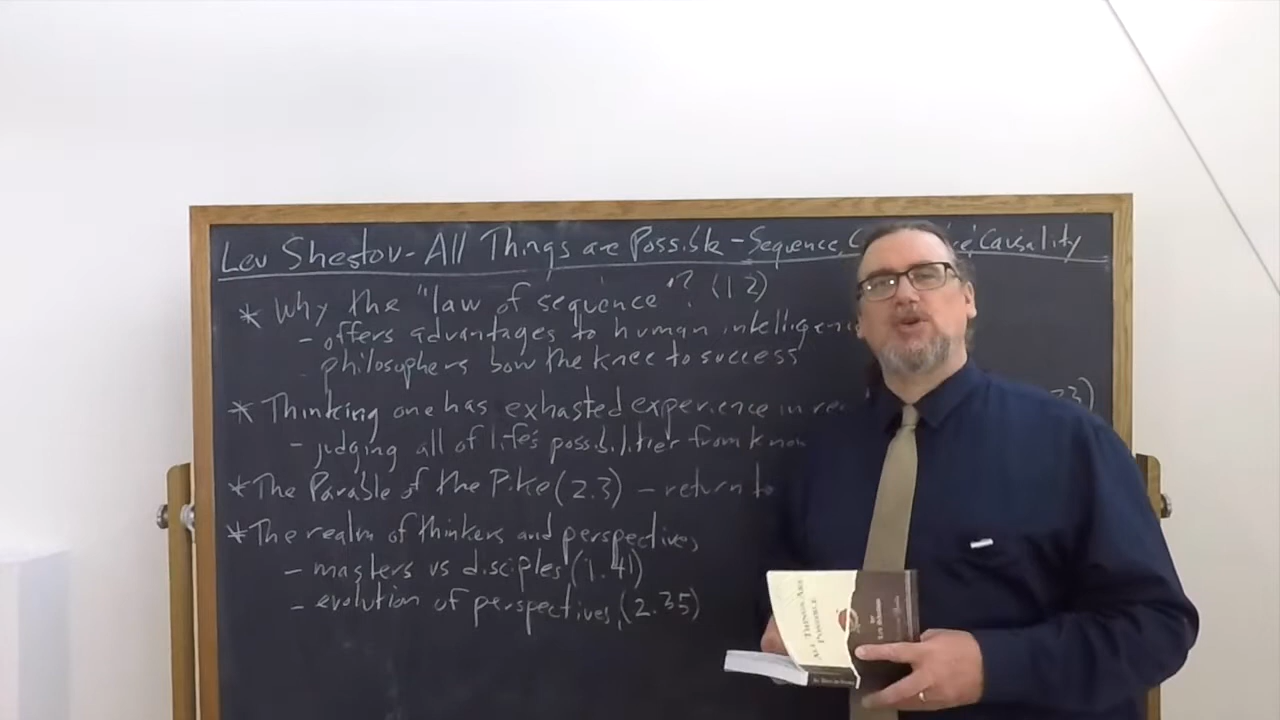 Lev Shestov - All Things are Possible - Sequence, Causality
* Why the "law of sequence"? (1 2)
- offers advantages to human
- philosophers bow the knee to success
* Thinking one has exhasted experience in 23)
- judging all of life's possibilities from
* The Parable of the Pike (2.3) - return to
* The realm of thinkers and perspectives
- masters vs disciples, (1.41)
- evolution of perspectives, (2.35)
ALL THINGS ARE
POSSIBLE